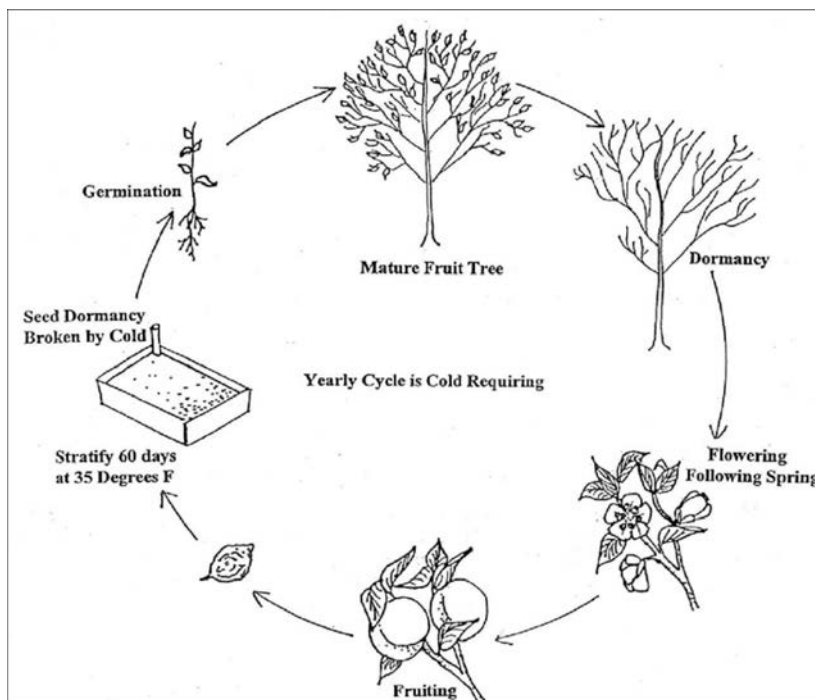 Germination
Mature Fruit Tree
Dormancy
Seed Dormancy
Broken by Cold
Yearly Cycle is Cold Requiring
Stratify 60 days
at 35 Degrees F
Flowering
Following Spring
Fruiting